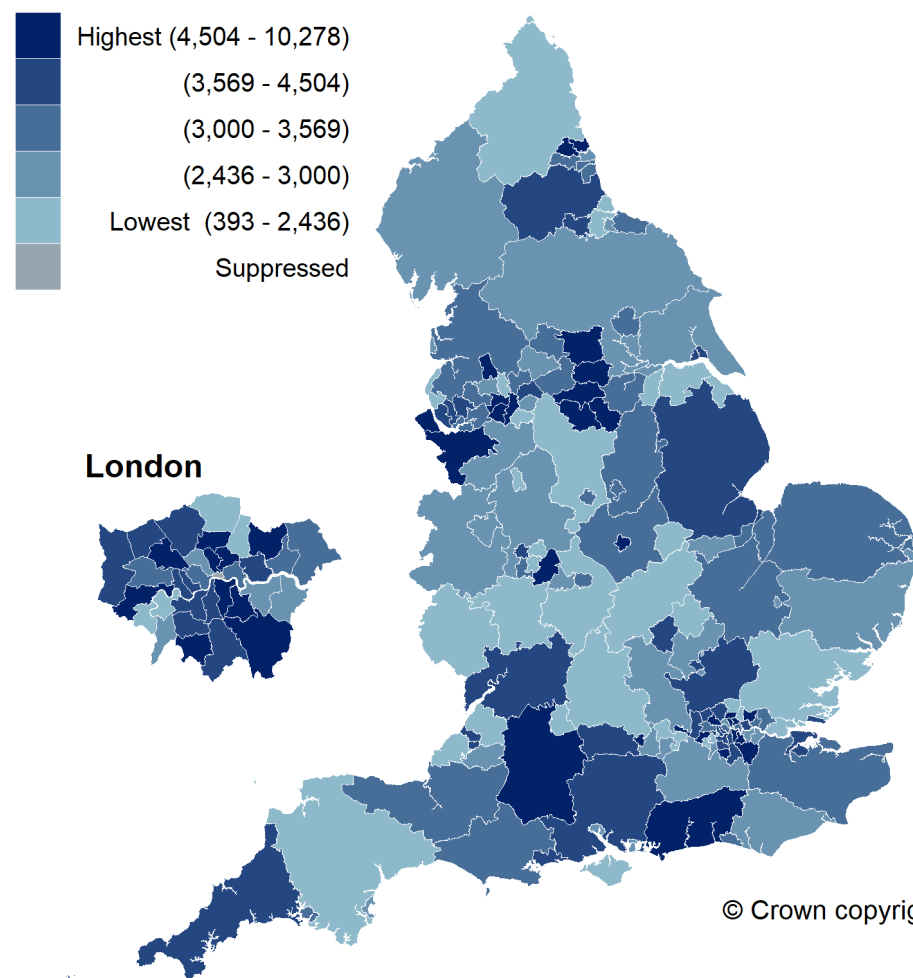 Highest (4,504 - 10,278)
(3,569 - 4,504)
(3,000 - 3,569)
(2,436 - 3,000)
Lowest (393 - 2,436)
Suppressed
London
© Crown copyrig